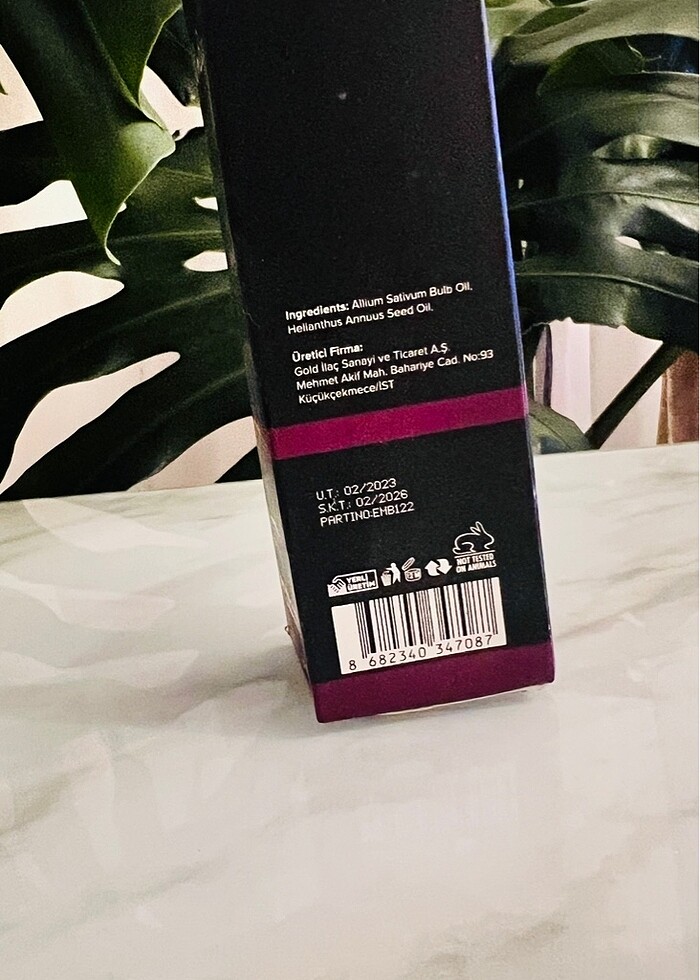 Ingredients: Allium Sativum Bulb Oil,
Helianthus Annuus Seed Oil.
Üretici Firma:
Gold İlaç Sanayi ve Ticaret A.Ş.
Mehmet Akif Mah. Bahariye Cad. No:93
Küçükçekmece/İST
U.T.: 02/2023
S.K.T.: 02/2026
PARTINO:EMB122
NOT TESTED
ON ANIMALS
YERLİ
ÜRETİM
8 682340 347087